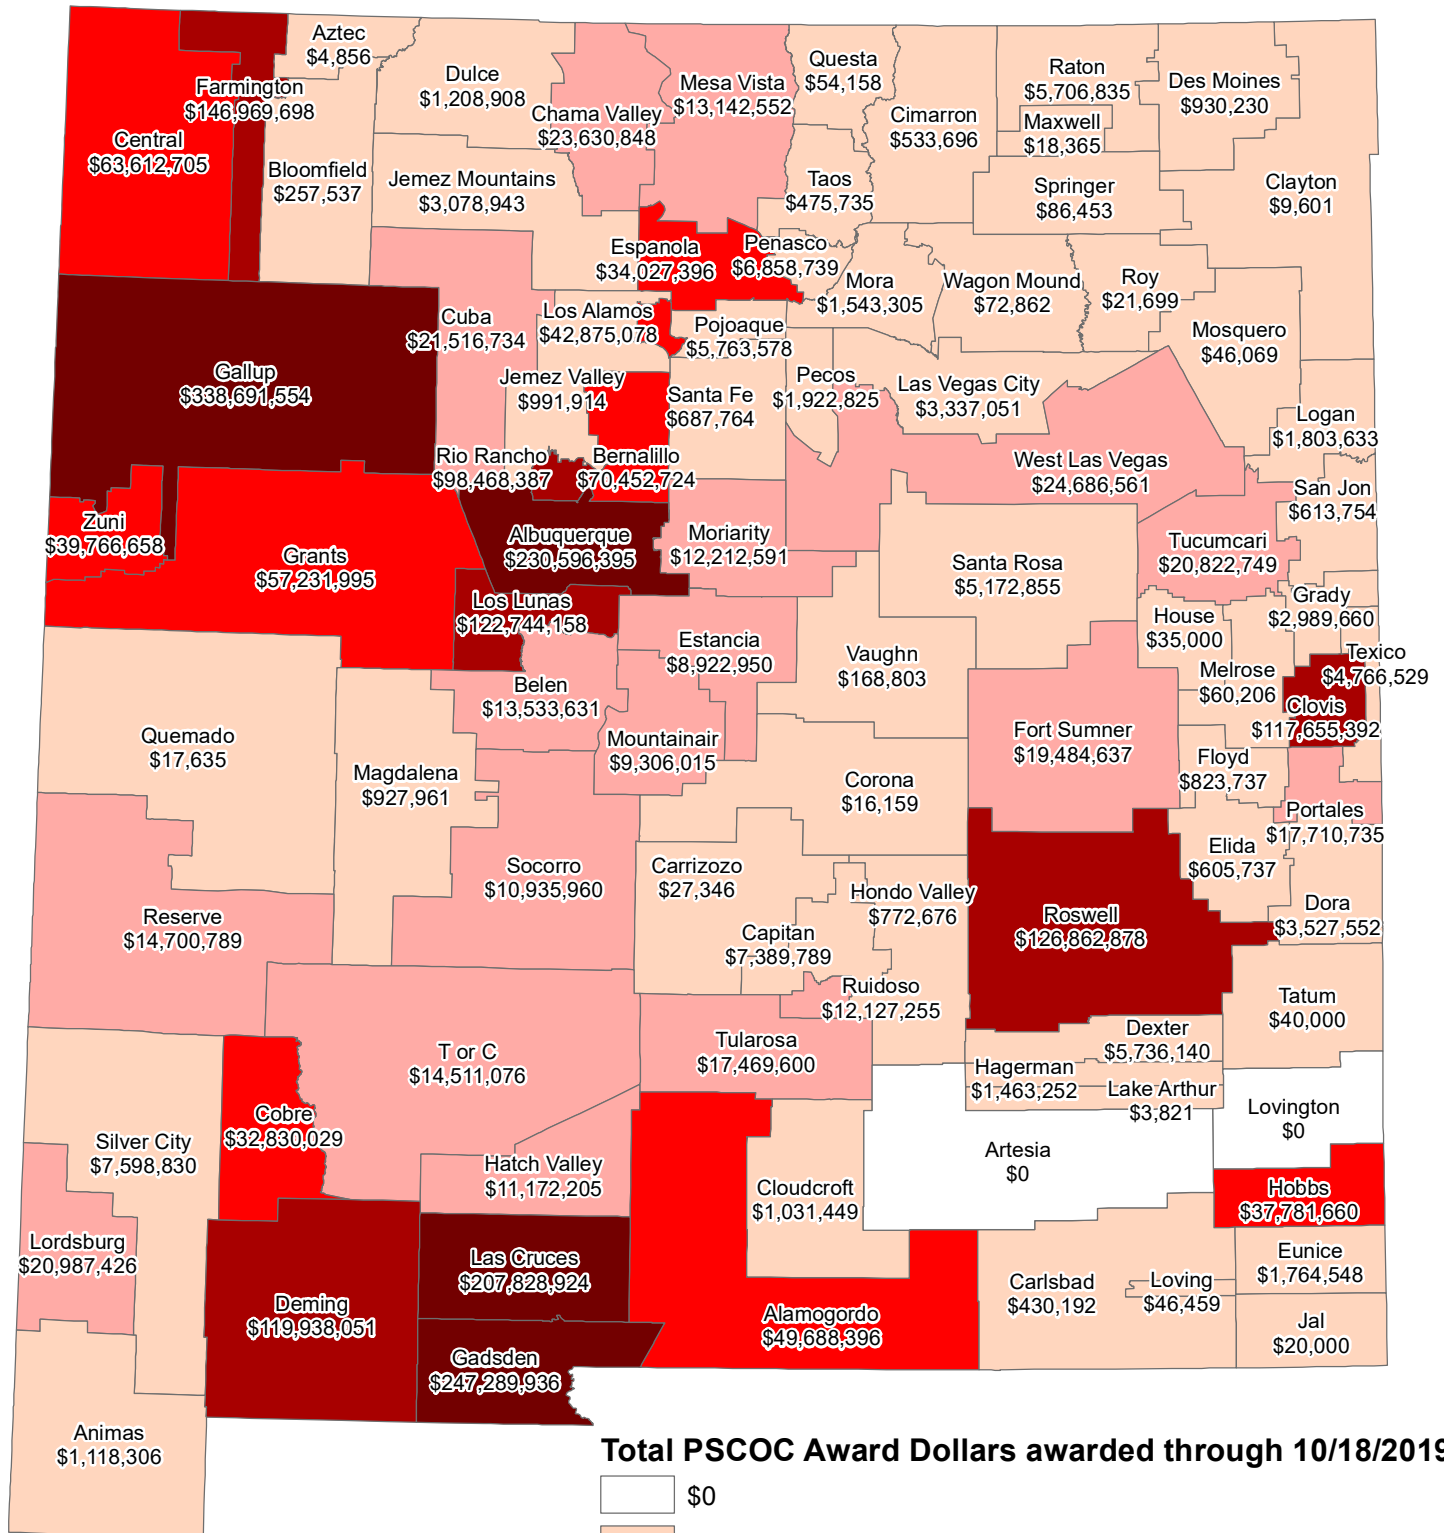 Aztec
$4,856
Farmington
$146,969,698
Central
$63,612,705
Bloomfield
$257,537
Dulce
$1,208,908
Jemez Mountains
$3,078,943
Chama Valley
$23,630,848
Mesa Vista
$13,142,552
Questa
$54,158
Taos
$475,735
Cimarron
$533,696
Raton
$5,706,835
Maxwell
$18,365
Springer
$86,453
Des Moines
$930,230
Clayton
$9,601
Espanola
$34,027,396
Penasco
$6,858,739
Mora
$1,543,305
Wagon Mound
$72,862
Roy
$21,699
Mosquero
$46,069
Cuba
$21,516,734
Los Alamos
$42,875,078
Pojoaque
$5,763,578
Gallup
$338,691,554
Jemez Valley
$991,914
Santa Fe
$687,764
Pecos
$1,922,825
Las Vegas City
$3,337,051
Logan
$1,803,633
Rio Rancho
$98,468,387
Bernalillo
$70,452,724
West Las Vegas
$24,686,561
San Jon
$613,754
Zuni
$39,766,658
Grants
$57,231,995
Albuquerque
$230,596,395
Moriarity
$12,212,591
Santa Rosa
$5,172,855
Tucumcari
$20,822,749
Los Lunas
$122,744,158
Estancia
$8,922,950
Vaughn
$168,803
House
$35,000
Grady
$2,989,660
Melrose
$60,206
Texico
$4,766,529
Clovis
$117,655,392
Belen
$13,533,631
Quemado
$17,635
Magdalena
$927,961
Mountainair
$9,306,015
Corona
$16,159
Fort Sumner
$19,484,637
Floyd
$823,737
Portales
$17,710,735
Socorro
$10,935,960
Carrizozo
$27,346
Hondo Valley
$772,676
Elida
$605,737
Reserve
$14,700,789
Capitan
$7,389,789
Roswell
$126,862,878
Dora
$3,527,552
Ruidoso
$12,127,255
Tatum
$40,000
T or C
$14,511,076
Tularosa
$17,469,600
Dexter
$5,736,140
Hagerman
$1,463,252
Lake Arthur
$3,821
Lovington
$0
Silver City
$7,598,830
Cobre
$32,830,029
Hatch Valley
$11,172,205
Artesia
$0
Cloudcroft
$1,031,449
Hobbs
$37,781,660
Lordsburg
$20,987,426
Las Cruces
$207,828,924
Eunice
$1,764,548
Deming
$119,938,051
Alamogordo
$49,688,396
Carlsbad
$430,192
Loving
$46,459
Jal
$20,000
Gadsden
$247,289,936
Animas
$1,118,306
Total PSCOC Award Dollars awarded through 10/18/2019
$0